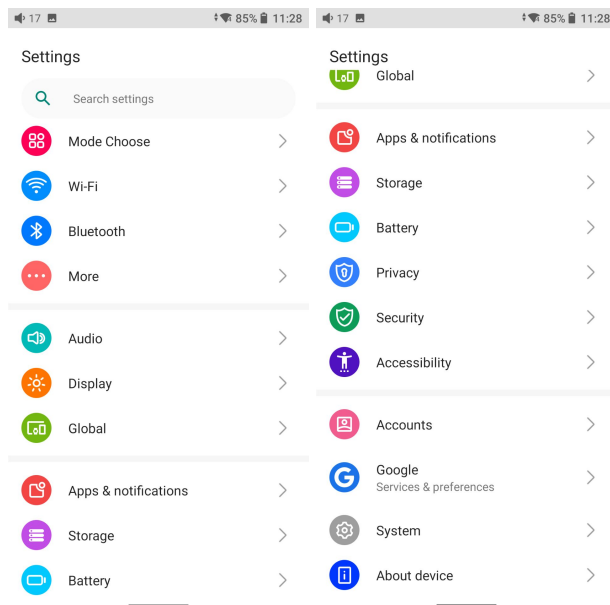 17 85% 11:28
Settings
Search settings
Mode Choose
Wi-Fi
Bluetooth
More
Audio
Display
Global
Apps & notifications
Storage
Battery
17 85% 11:28
Settings
Global
Apps & notifications
Storage
Battery
Privacy
Security
Accessibility
Accounts
Google
Services & preferences
System
About device